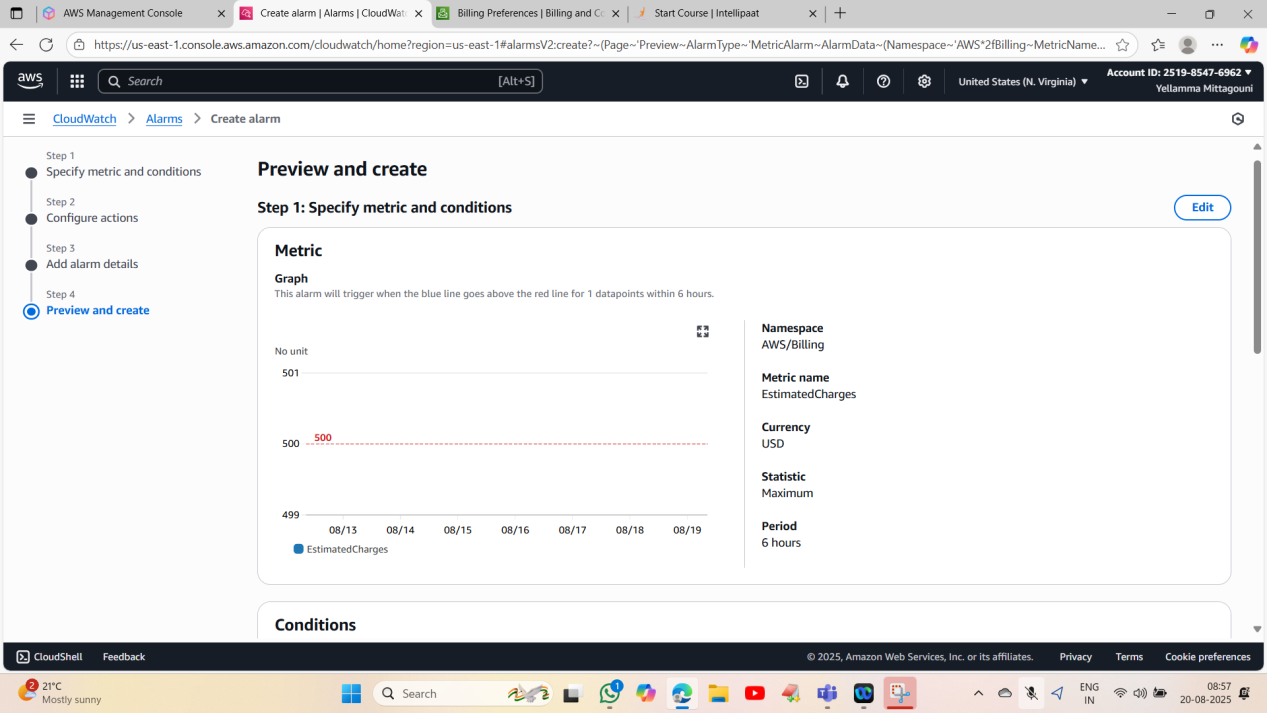 AWS Management Console
Create alarm | Alarms | CloudWat
Billing Preferences | Billing and Co
Start Course | Intellipaat
https://us-east-1.console.aws.amazon.com/cloudwatch/home?region=us-east-1#alarmsV2:create?~(Page~'Preview~AlarmType~'MetricAlarm~AlarmData~(Namespace~'AWS*2fBilling~MetricName...
aws
Search
[Alt+S]
United States (N. Virginia)
Account ID: 2519-8547-6962
Yellamma Mittagouni
CloudWatch
Alarms
Create alarm
Step 1
Specify metric and conditions
Step 2
Configure actions
Step 3
Add alarm details
Step 4
Preview and create
Preview and create
Step 1: Specify metric and conditions
Edit
Metric
Graph
This alarm will trigger when the blue line goes above the red line for 1 datapoints within 6 hours.
No unit
501
500
500
499
08/13
08/14
08/15
08/16
08/17
08/18
08/19
EstimatedCharges
Namespace
AWS/Billing
Metric name
EstimatedCharges
Currency
USD
Statistic
Maximum
Period
6 hours
Conditions
CloudShell
Feedback
© 2025, Amazon Web Services, Inc. or its affiliates.
Privacy
Terms
Cookie preferences
2
21°C
Mostly sunny
Search
1
ENG
IN
08:57
20-08-2025